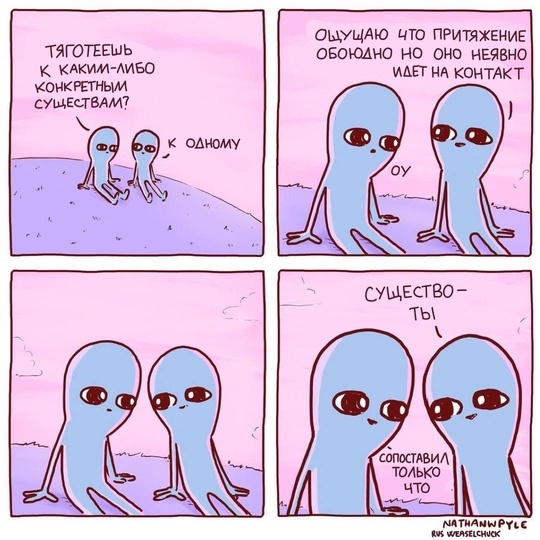 ТЯГОТЕЕШЬ
К КАКИМ-ЛИБО
КОНКРЕТНЫМ
СУЩЕСТВАМ?
К ОДНОМУ
ОЩУЩАЮ ЧТО ПРИТЯЖЕНИЕ
ОБОЮДНО НО ОНО НЕЯВНО
ИДЕТ НА КОНТАКТ
ОУ
СУЩЕСТВО –
ТЫ
СОПОСТАВИЛ
ТОЛЬКО
ЧТО
NATHANWPYLE
RUS WEASELCHUCK